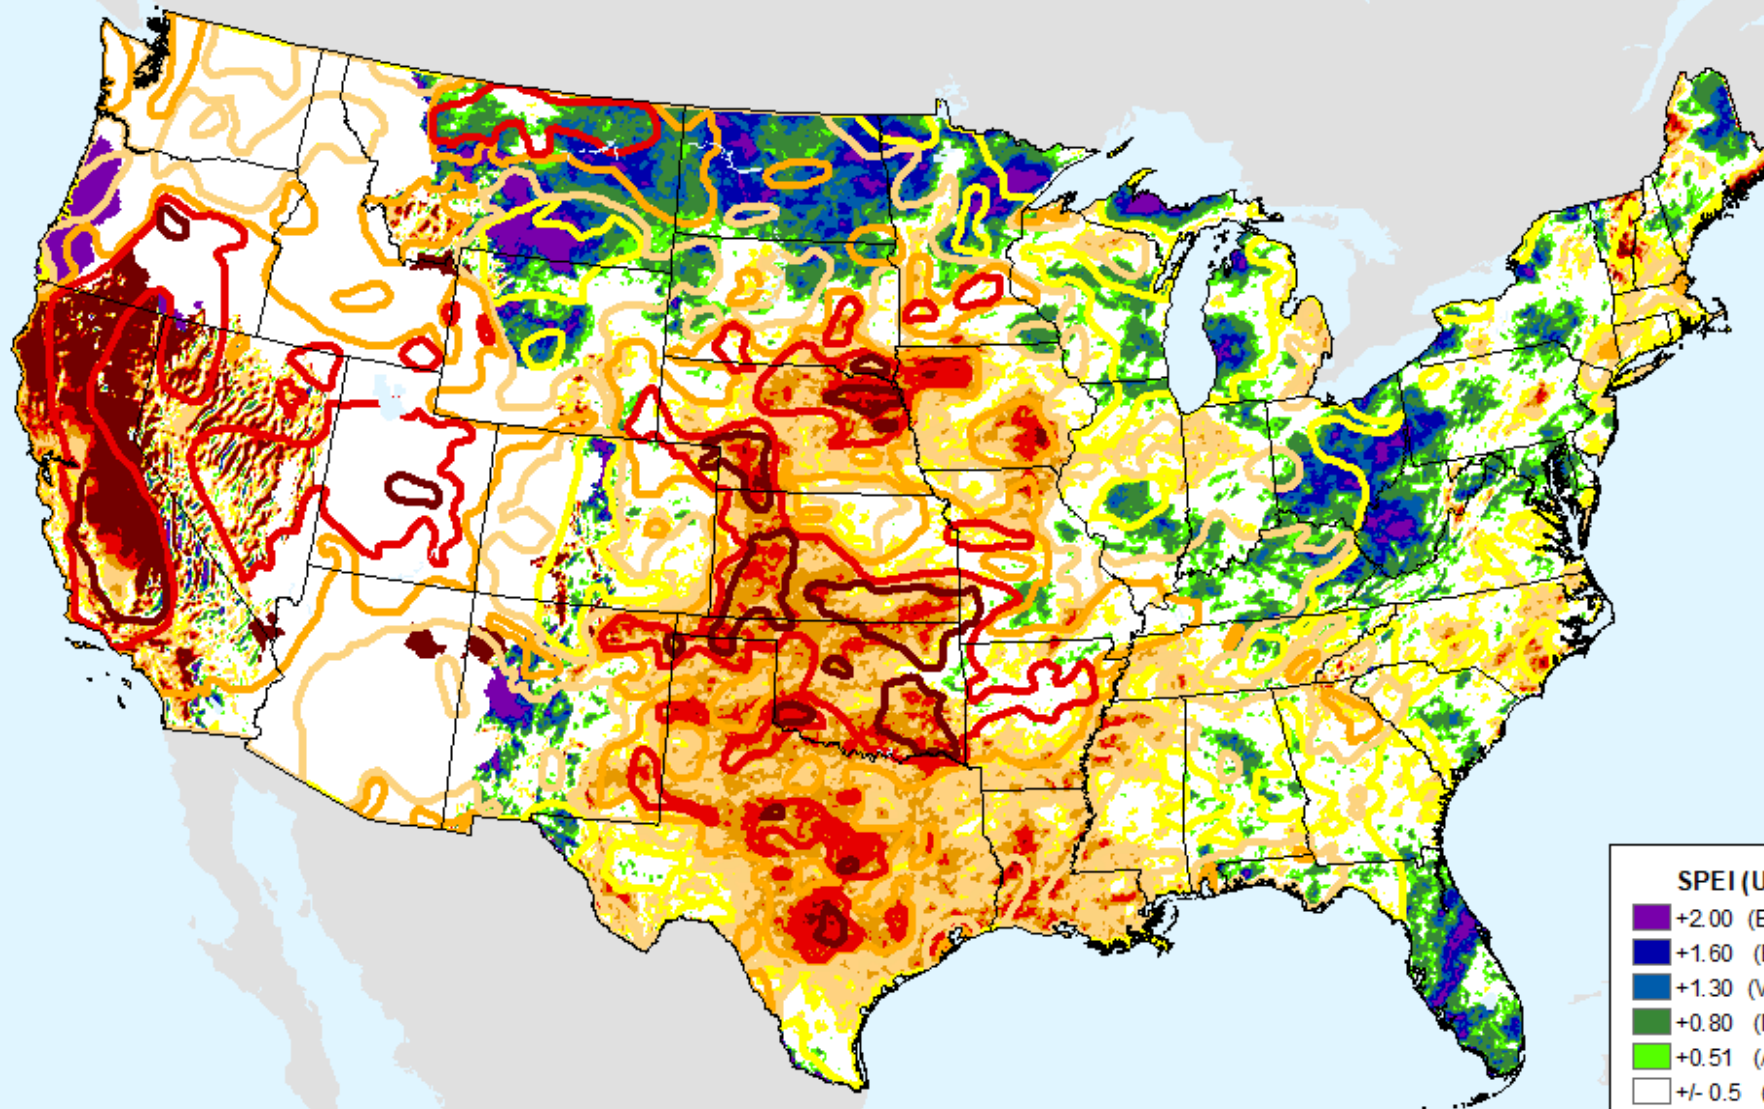 SPEI (U
+2.00 (E
+1.60 (
+1.30 (V
+0.80 (
+0.51 (
+/- 0.5 (